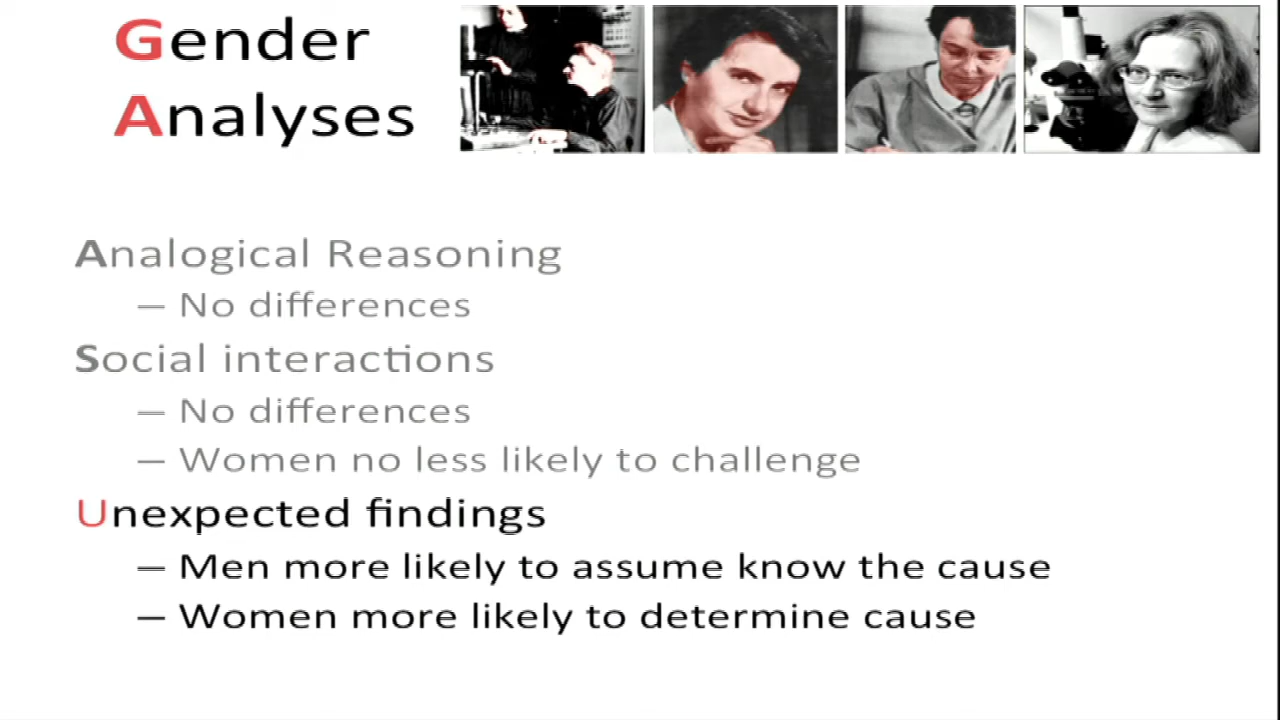 Gender
Analyses
Analogical Reasoning
– No differences
Social interactions
– No differences
– Women no less likely to challenge
Unexpected findings
– Men more likely to assume know the cause
– Women more likely to determine cause